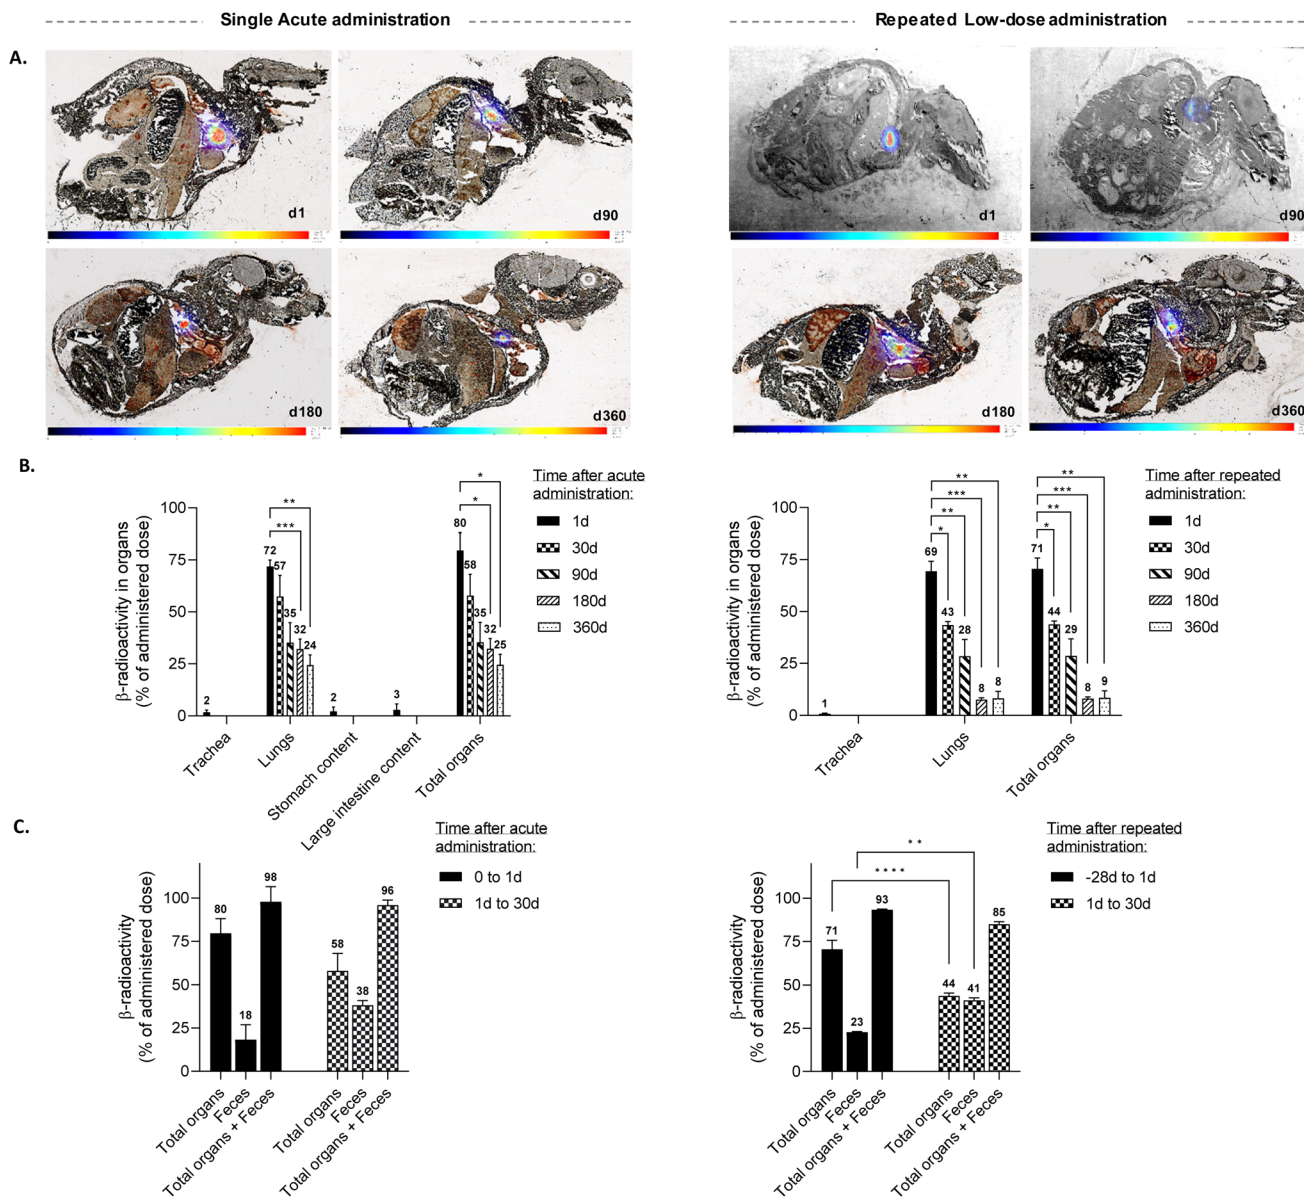 Single Acute administration
Repeated Low-dose administration
A.
d1
d90
d1
d90
d180
d360
d180
d360
B.
β-radioactivity in organs
(% of administered dose)
100
75
50
25
0
2
72
57
35
32
24
2
3
80
58
35
32
25
**
***
*
*
Trachea
Lungs
Stomach content
Large intestine content
Total organs
Time after acute
administration:
1d
30d
90d
180d
360d
β-radioactivity in organs
(% of administered dose)
100
75
50
25
0
1
69
43
28
8
8
71
44
29
8
9
**
***
**
*
**
***
**
*
Trachea
Lungs
Total organs
Time after repeated
administration:
1d
30d
90d
180d
360d
C.
β-radioactivity
(% of administered dose)
100
75
50
25
0
80
18
98
58
38
96
Total organs
Feces
Total organs + Feces
Total organs
Feces
Total organs + Feces
Time after acute
administration:
0 to 1d
1d to 30d
β-radioactivity
(% of administered dose)
100
75
50
25
0
71
23
93
44
41
85
**
****
Total organs
Feces
Total organs + Feces
Total organs
Feces
Total organs + Feces
Time after repeated
administration:
-28d to 1d
1d to 30d